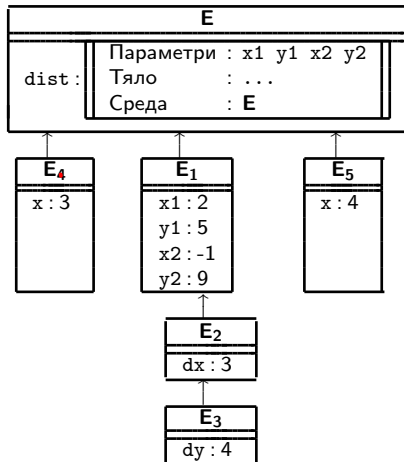 E
Параметри : x1 y1 x2 y2
dist : Тяло : ...
Среда : E
E4 E1 E5
x : 3 x1 : 2 x : 4
y1 : 5
x2 : -1
y2 : 9
E2
dx : 3
E3
dy : 4